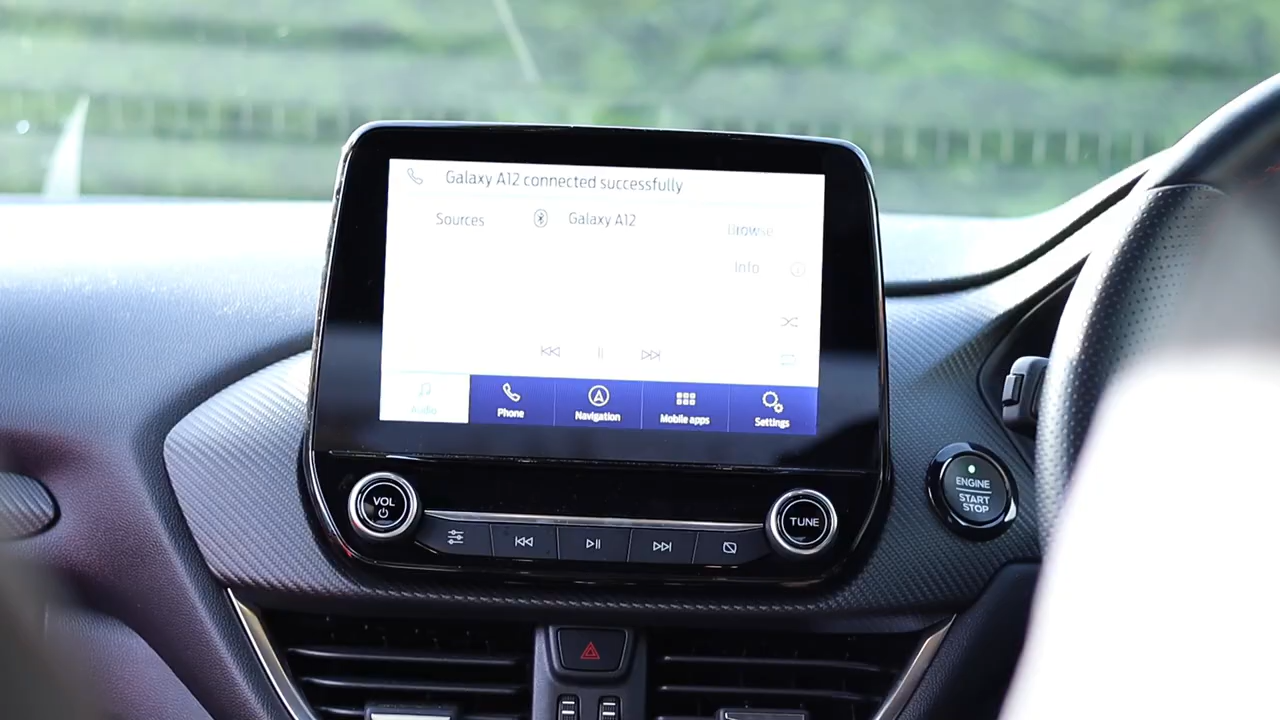 Galaxy A12 connected successfully
Sources
Galaxy A12
Browse
Info
Audio
Phone
Navigation
Mobile apps
Settings
VOL
TUNE
ENGINE
START
STOP